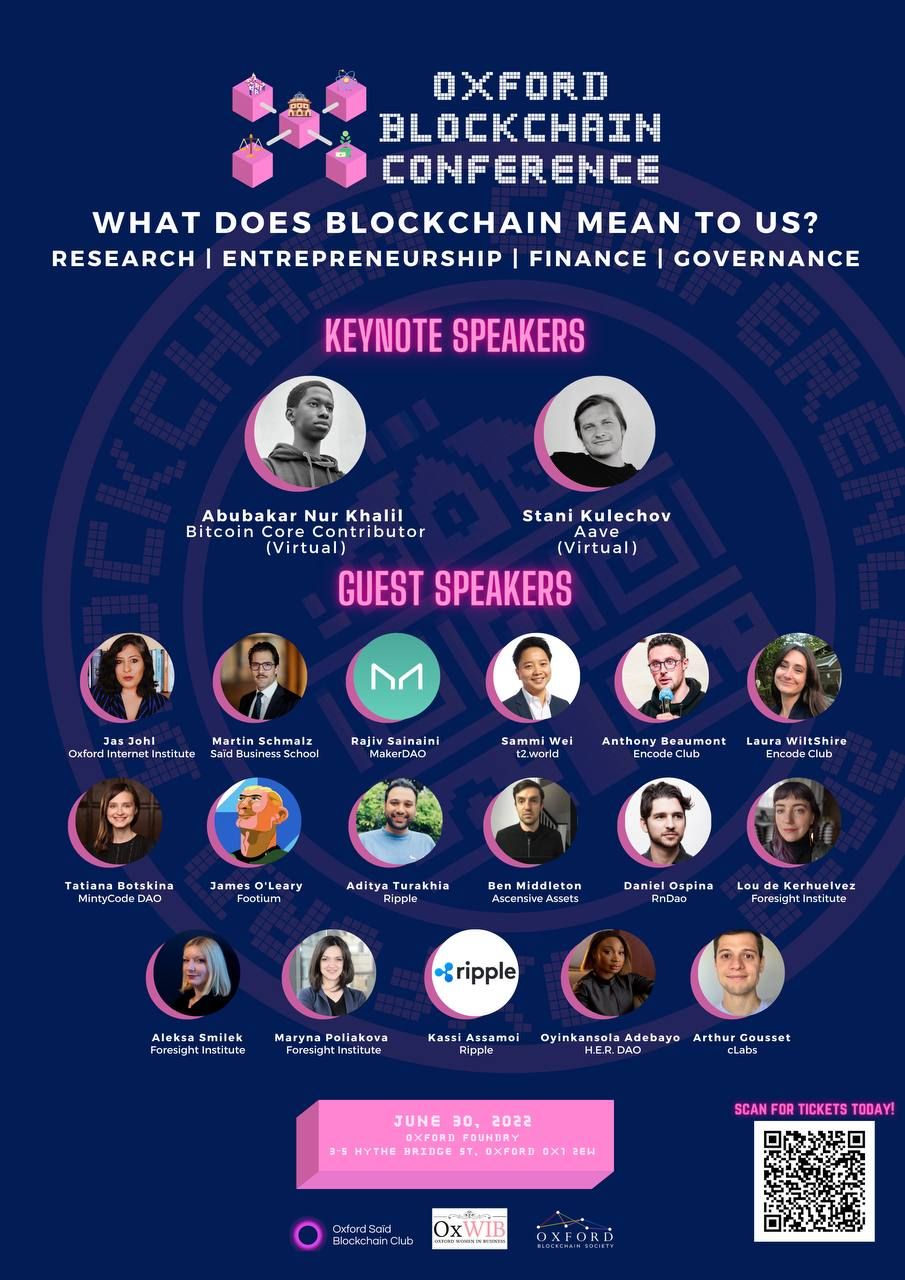 OXFORD
BLOCKCHAIN
CONFERENCE
WHAT DOES BLOCKCHAIN MEAN TO US?
RESEARCH | ENTREPRENEURSHIP | FINANCE | GOVERNANCE
KEYNOTE SPEAKERS
Abubakar Nur Khalil
Bitcoin Core Contributor
(Virtual)
Stani Kulechov
Aave
(Virtual)
GUEST SPEAKERS
Jas Johl
Oxford Internet Institute
Martin Schmalz
Saïd Business School
Rajiv Sainaini
MakerDAO
Sammi Wei
t2.world
Anthony Beaumont
Encode Club
Laura WiltShire
Encode Club
Tatiana Botskina
MintyCode DAO
James O'Leary
Footium
Aditya Turakhia
Ripple
Ben Middleton
Ascensive Assets
Daniel Ospina
RnDao
Lou de Kerhuelvez
Foresight Institute
Aleksa Smilek
Foresight Institute
Maryna Poliakova
Foresight Institute
ripple
Kassi Assamoi
Ripple
Oyinkansola Adebayo
H.E.R. DAO
Arthur Gousset
cLabs
JUNE 30, 2022
OXFORD FOUNDRY
3-5 HYTHE BRIDGE ST, OXFORD OX1 2EW
SCAN FOR TICKETS TODAY!
Oxford Saïd
Blockchain Club
OxWIB
OXFORD WOMEN IN BUSINESS
OXFORD
BLOCKCHAIN SOCIETY